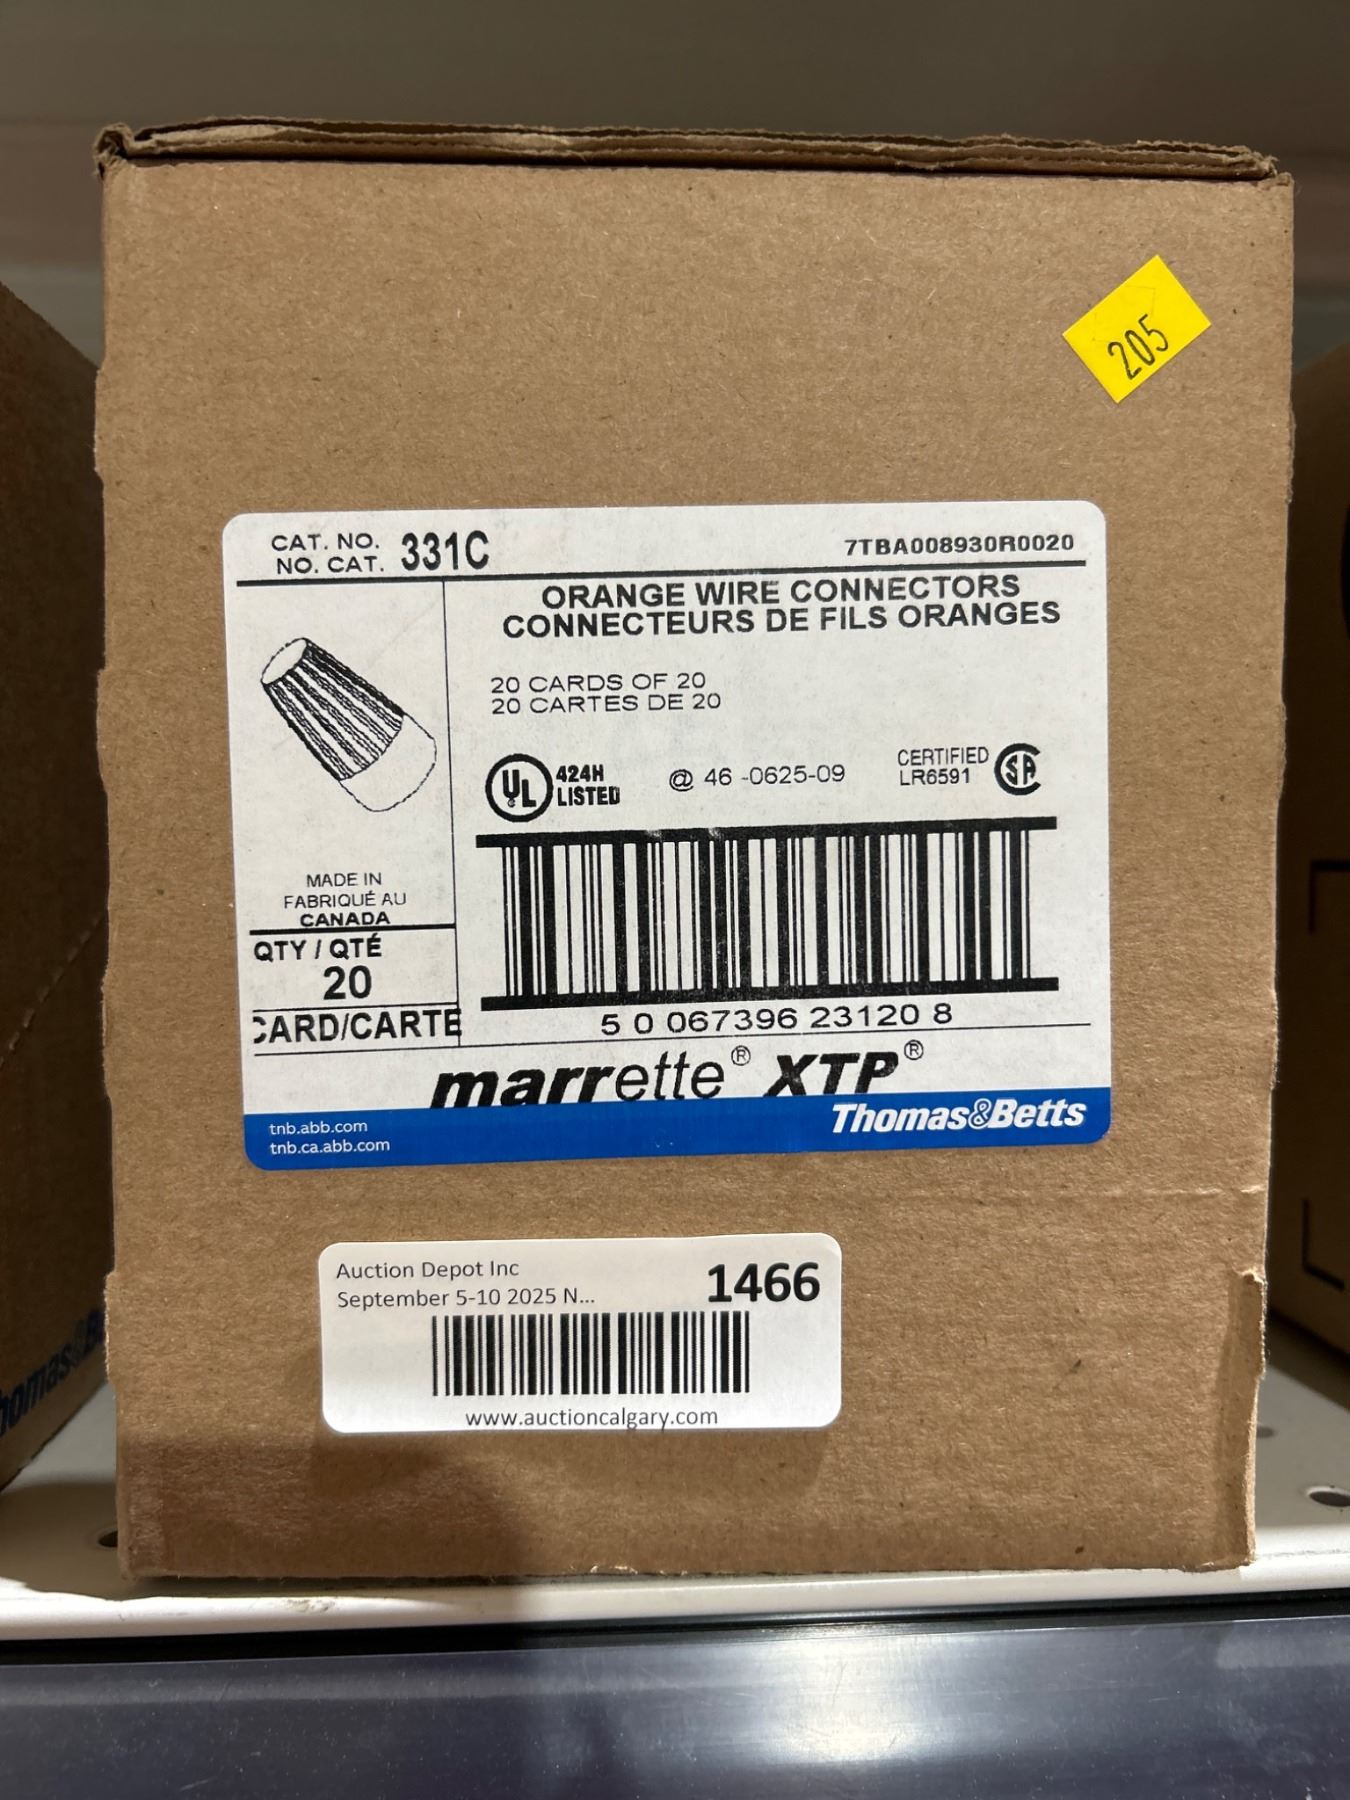 205
CAT. NO. 331C
NO. CAT.
7TBA008930R0020
ORANGE WIRE CONNECTORS
CONNECTEURS DE FILS ORANGES
20 CARDS OF 20
20 CARTES DE 20
UL 424H
LISTED
@ 46 -0625-09
CERTIFIED
LR6591
MADE IN
FABRIQUÉ AU
CANADA
QTY / QTÉ
20
CARD/CARTE
5 0 067396 23120 8
marrette® XTP®
tnb.abb.com
tnb.ca.abb.com
Thomas&Betts
Auction Depot Inc
September 5-10 2025 N...
1466
www.auctioncalgary.com